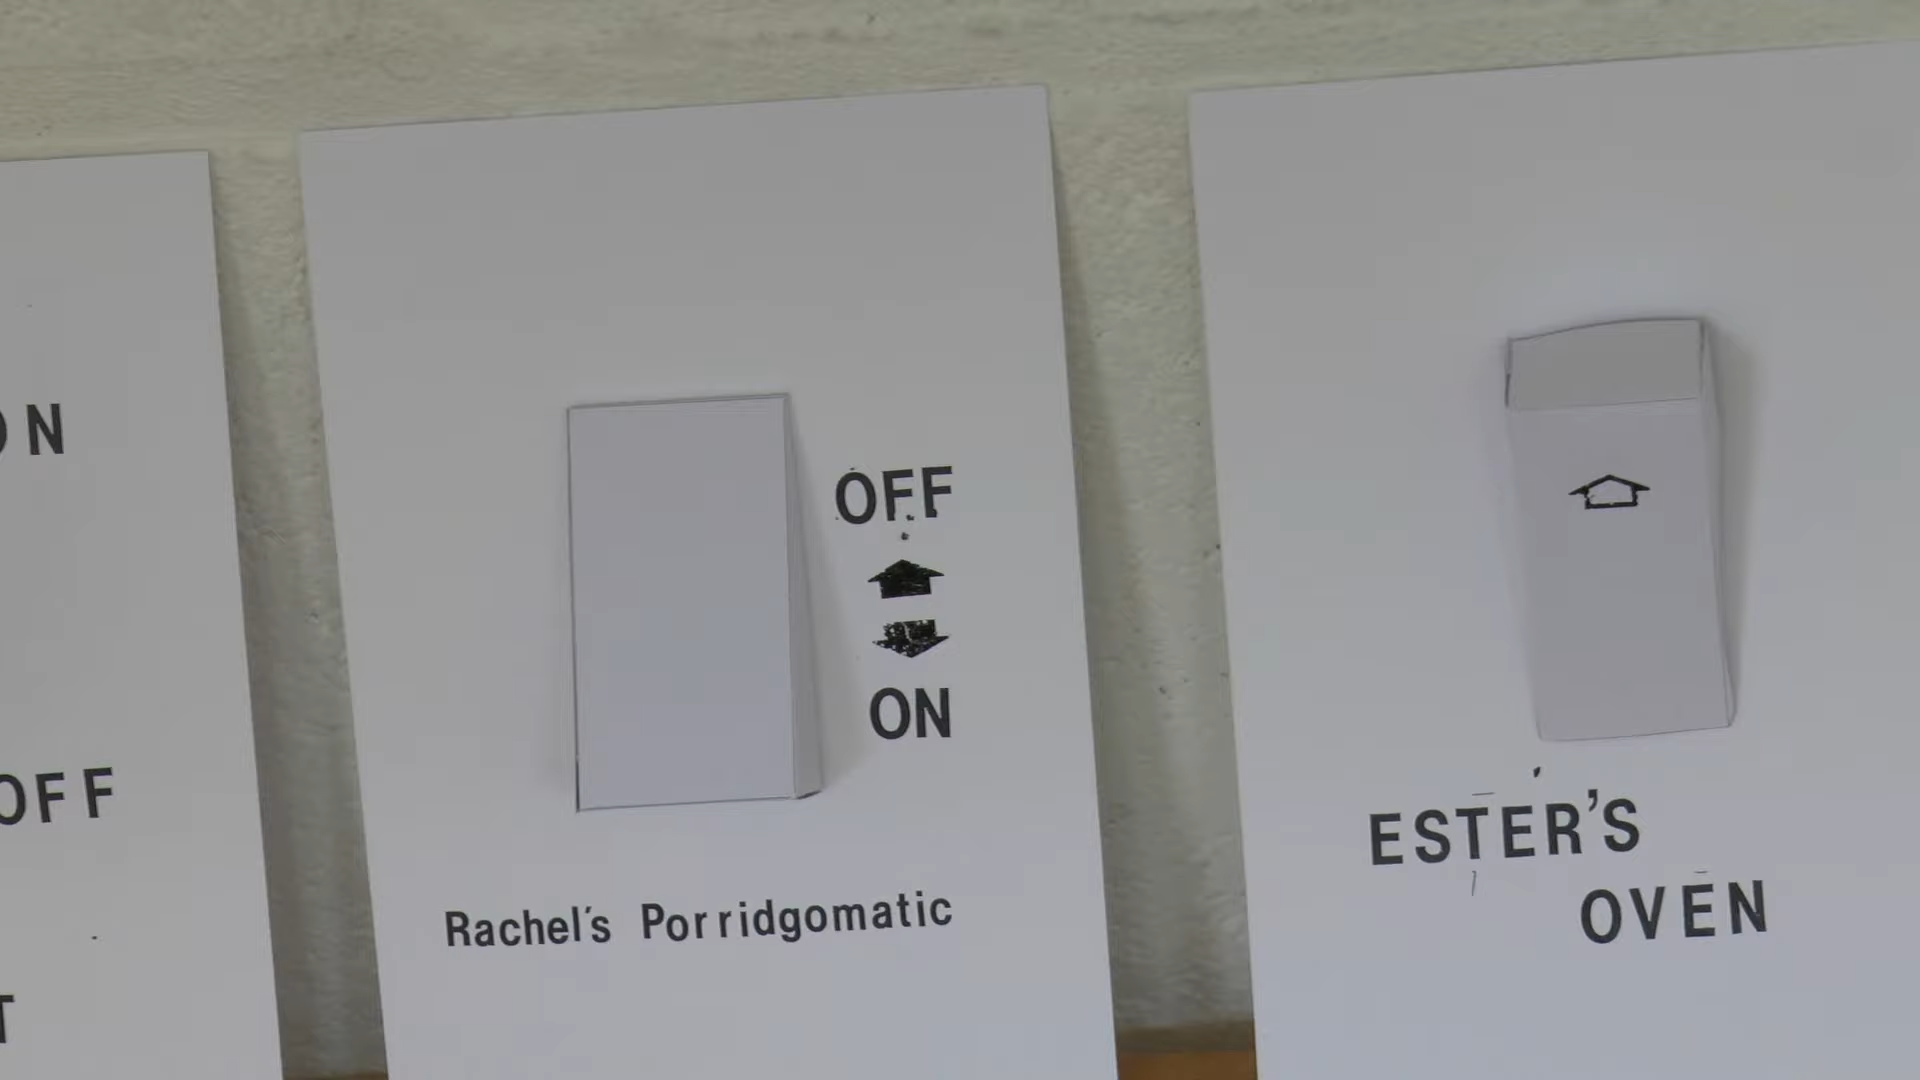 ON
OFF
T
OFF
ON
Rachel's Porridgomatic
ESTER'S
OVEN